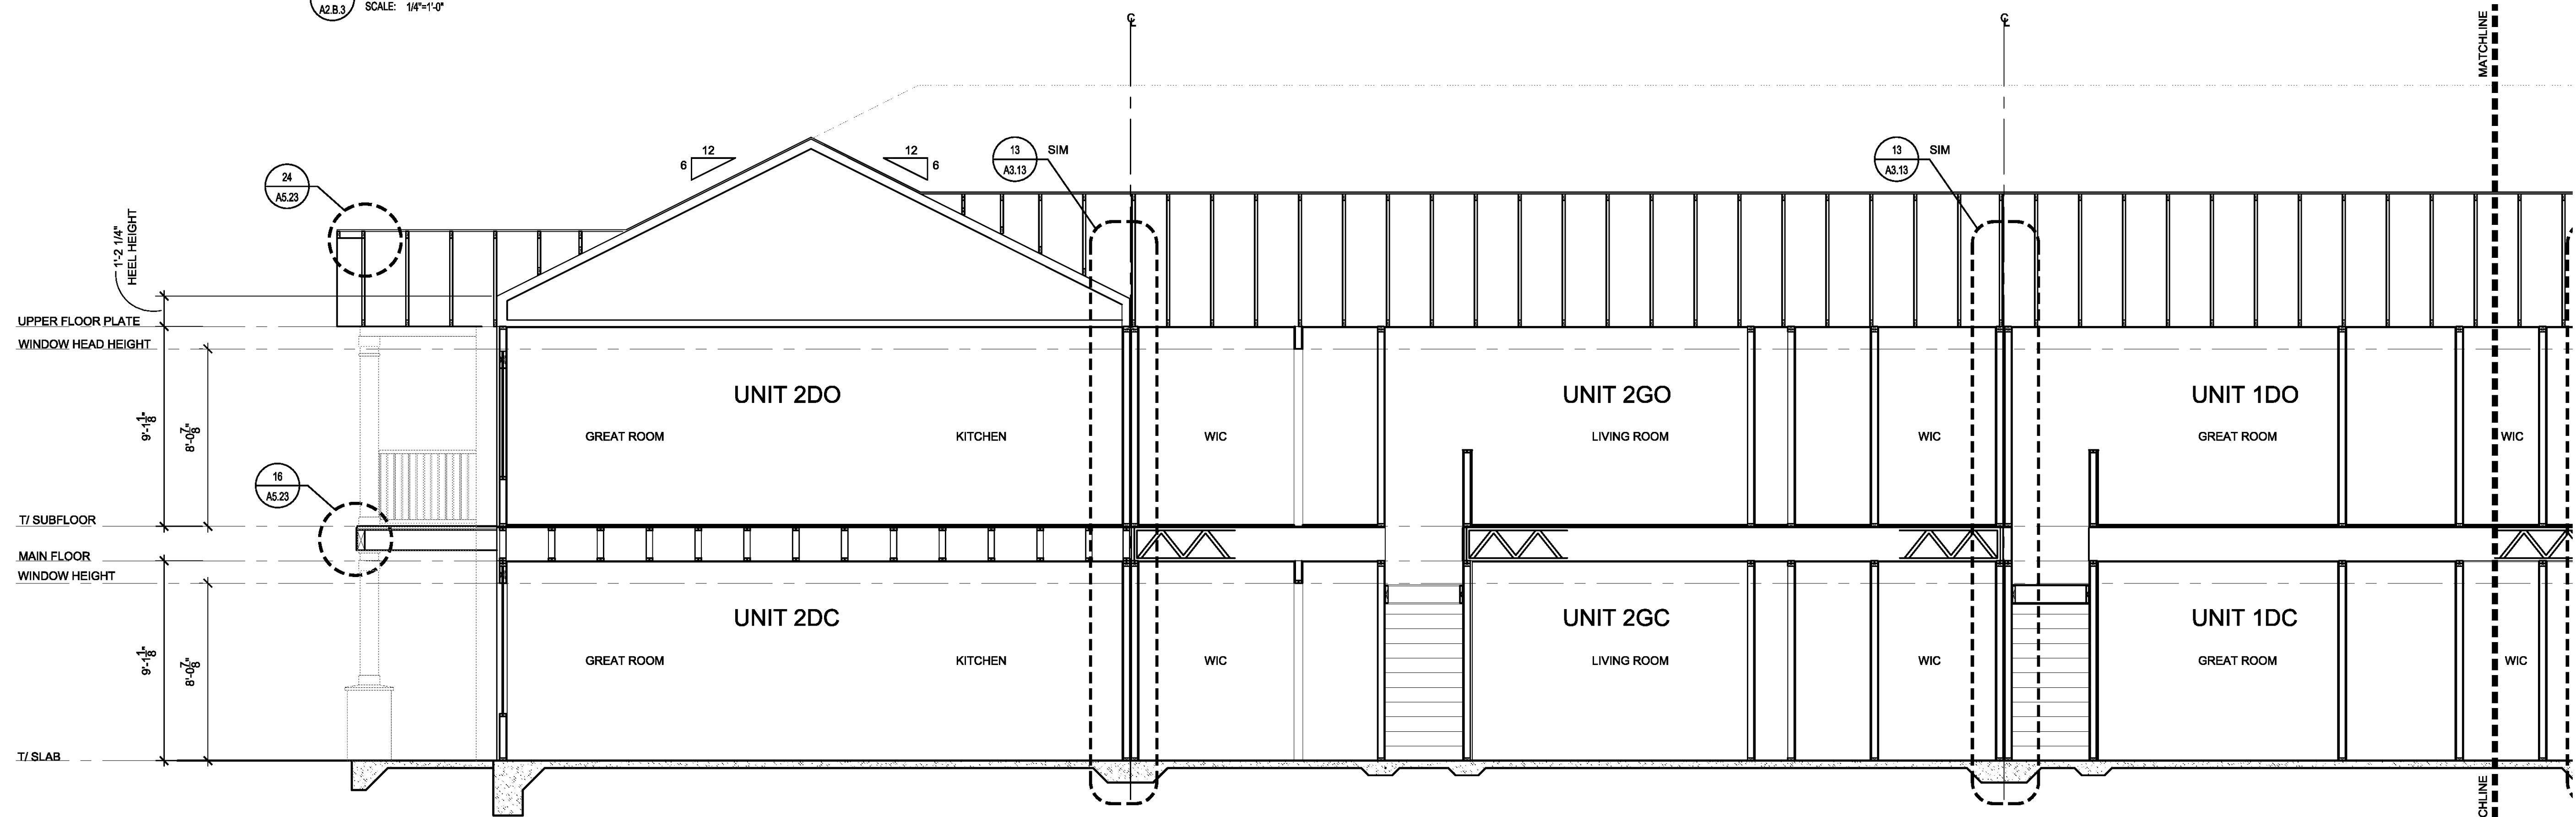 A2.B.3
SCALE: 1/4"=1'-0"
℄
℄
MATCHLINE
12
6
12
6
13
A3.13
SIM
13
A3.13
SIM
24
A5.23
1'-2 1/4"
HEEL HEIGHT
UPPER FLOOR PLATE
WINDOW HEAD HEIGHT
9'-1 1/8"
8'-0 7/8"
UNIT 2DO
UNIT 2GO
UNIT 1DO
GREAT ROOM
KITCHEN
WIC
LIVING ROOM
WIC
GREAT ROOM
WIC
16
A5.23
T/ SUBFLOOR
MAIN FLOOR
WINDOW HEIGHT
9'-1 1/8"
8'-0 7/8"
UNIT 2DC
UNIT 2GC
UNIT 1DC
GREAT ROOM
KITCHEN
WIC
LIVING ROOM
WIC
GREAT ROOM
WIC
T/ SLAB
CHLINE